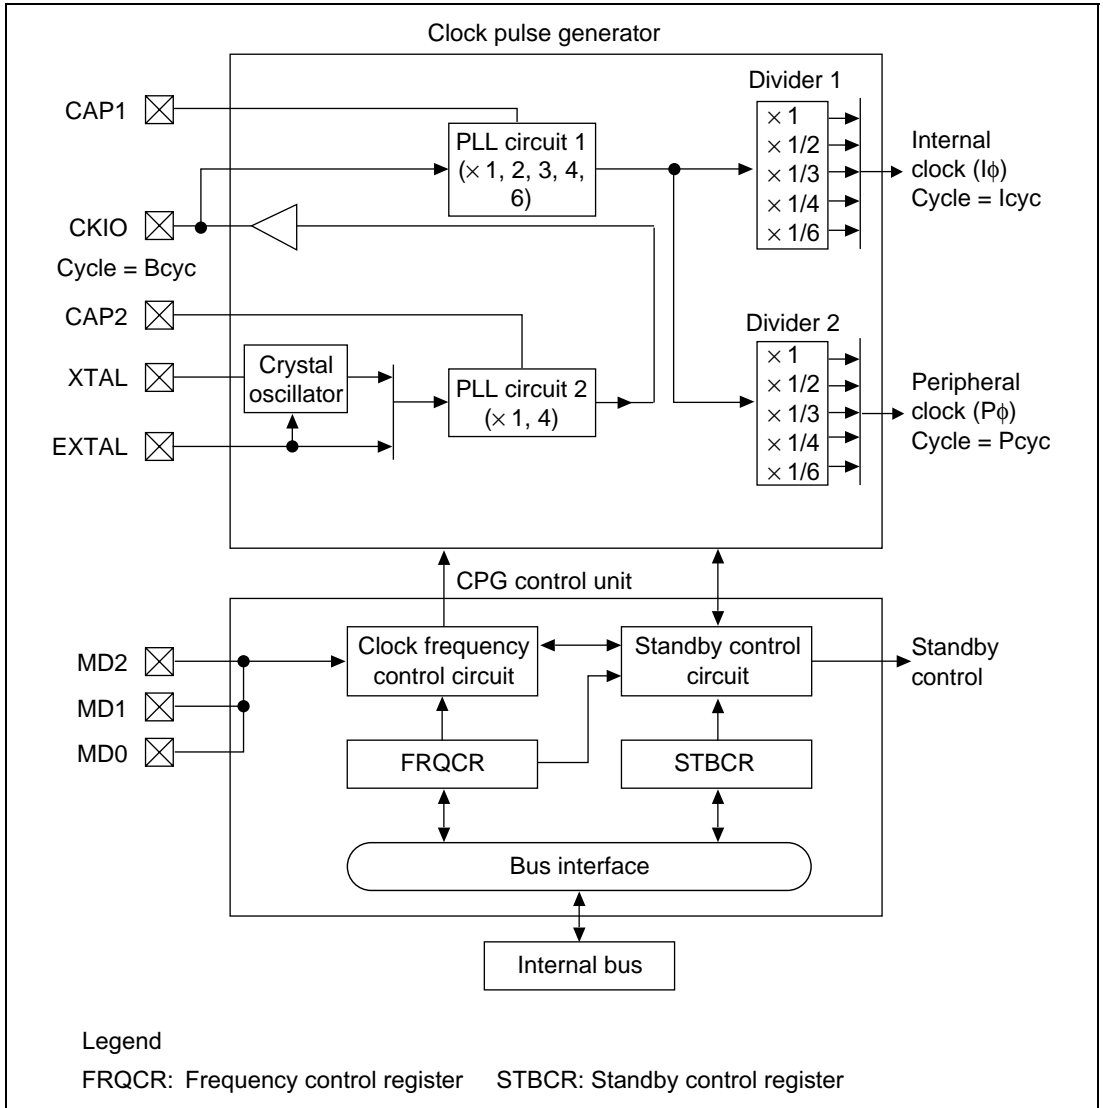 Clock pulse generator
CAP1
CKIO
Cycle = Bcyc
CAP2
XTAL
EXTAL
PLL circuit 1
(× 1, 2, 3, 4,
6)
Crystal
oscillator
PLL circuit 2
(× 1, 4)
Divider 1
× 1
× 1/2
× 1/3
× 1/4
× 1/6
Internal
clock (Iϕ)
Cycle = Icyc
Divider 2
× 1
× 1/2
× 1/3
× 1/4
× 1/6
Peripheral
clock (Pϕ)
Cycle = Pcyc
CPG control unit
MD2
MD1
MD0
Clock frequency
control circuit
Standby control
circuit
Standby
control
FRQCR
STBCR
Bus interface
Internal bus
Legend
FRQCR: Frequency control register STBCR: Standby control register